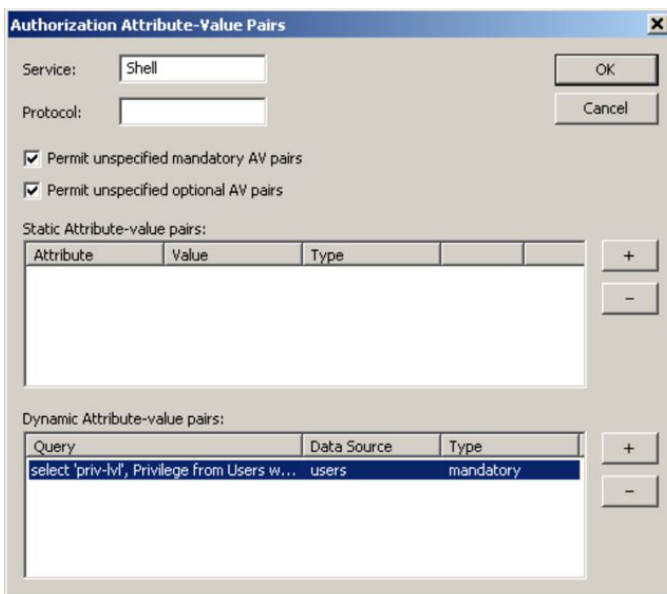 Authorization Attribute-Value Pairs
Service: Shell
OK
Protocol:
Cancel
Permit unspecified mandatory AV pairs
Permit unspecified optional AV pairs
Static Attribute-value pairs:
Attribute Value Type
+
-
Dynamic Attribute-value pairs:
Query Data Source Type
+
select 'priv-lvl', Privilege from Users w... users mandatory
-